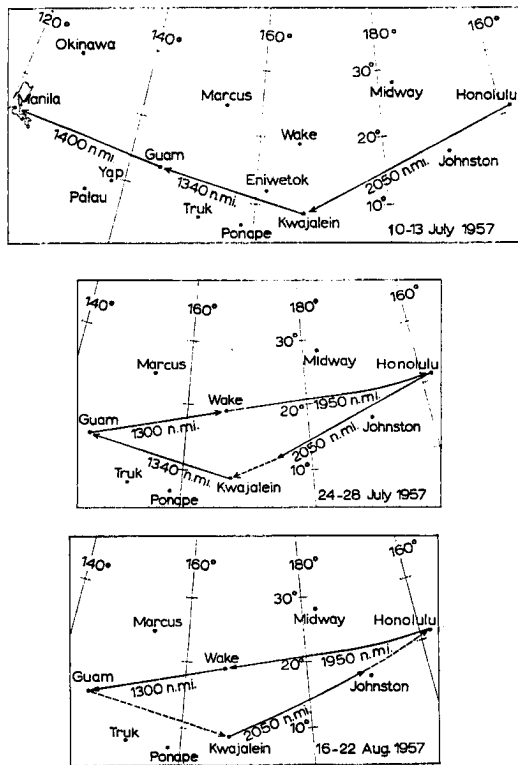 120°
140°
160°
180°
160°
Okinawa
30°
Manila
Marcus
Midway
Honolulu
1400 n.mi.
Guam
Wake
20°
Yap
1340 n.mi.
Eniwetok
2050 n.mi.
Johnston
Palau
Truk
Kwajalein
10°
Ponape
10-13 July 1957
140°
160°
180°
160°
30°
Marcus
Midway
Honolulu
Guam
Wake
20°
1950 n.mi.
1300 n.mi.
2050 n.mi.
Johnston
1340 n.mi.
10°
Truk
Kwajalein
Ponape
24-28 July 1957
140°
160°
180°
160°
30°
Marcus
Midway
Honolulu
Guam
Wake
20°
1950 n.mi.
1300 n.mi.
Johnston
2050 n.mi.
10°
Truk
Kwajalein
Ponape
16-22 Aug. 1957